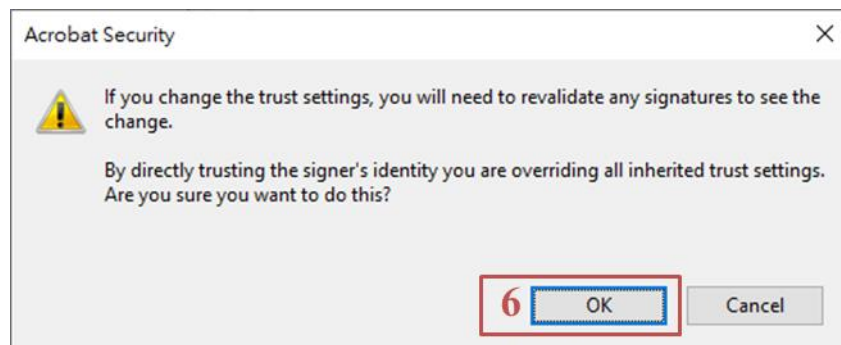 Acrobat Security
If you change the trust settings, you will need to revalidate any signatures to see the
change.
By directly trusting the signer's identity you are overriding all inherited trust settings.
Are you sure you want to do this?
6 OK Cancel